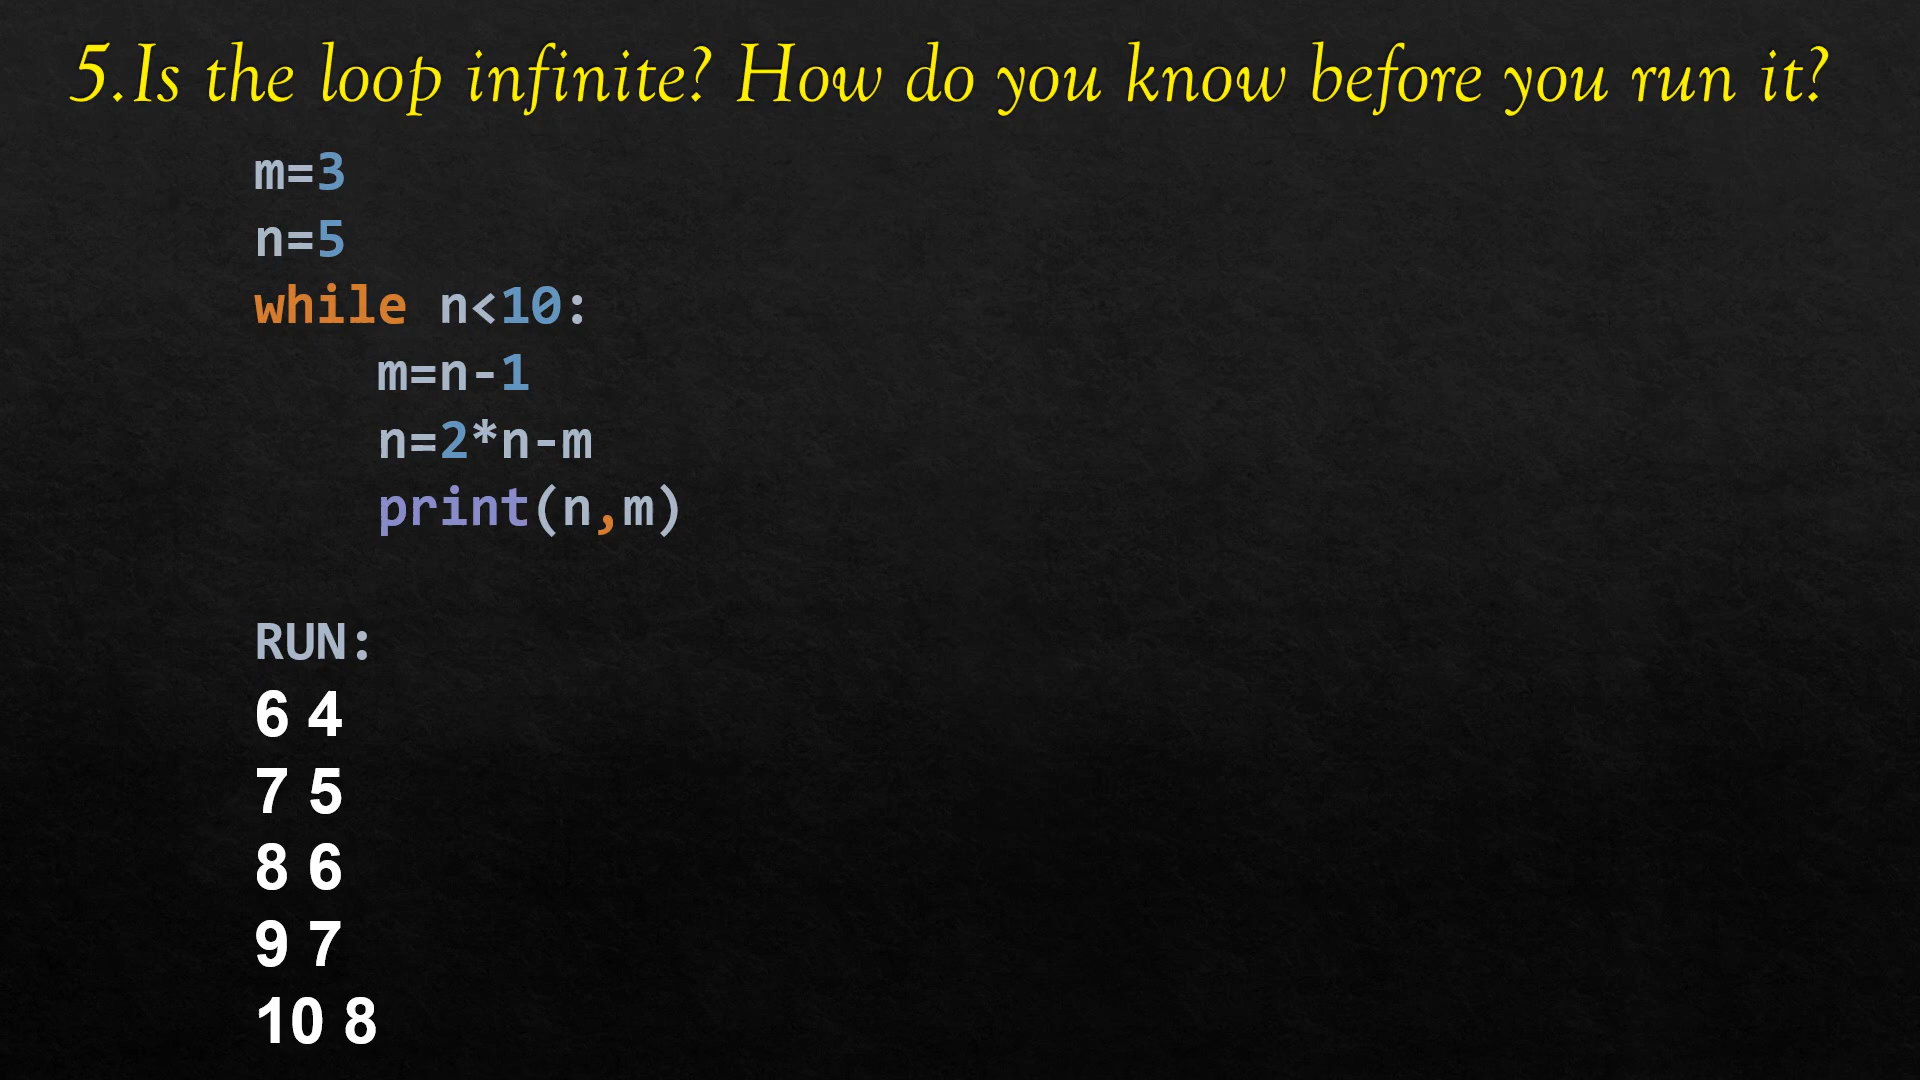 5.Is the loop infinite? How do you know before you run it?
m=3
n=5
while n<10:
    m=n-1
    n=2*n-m
    print(n,m)
RUN:
6 4
7 5
8 6
9 7
10 8